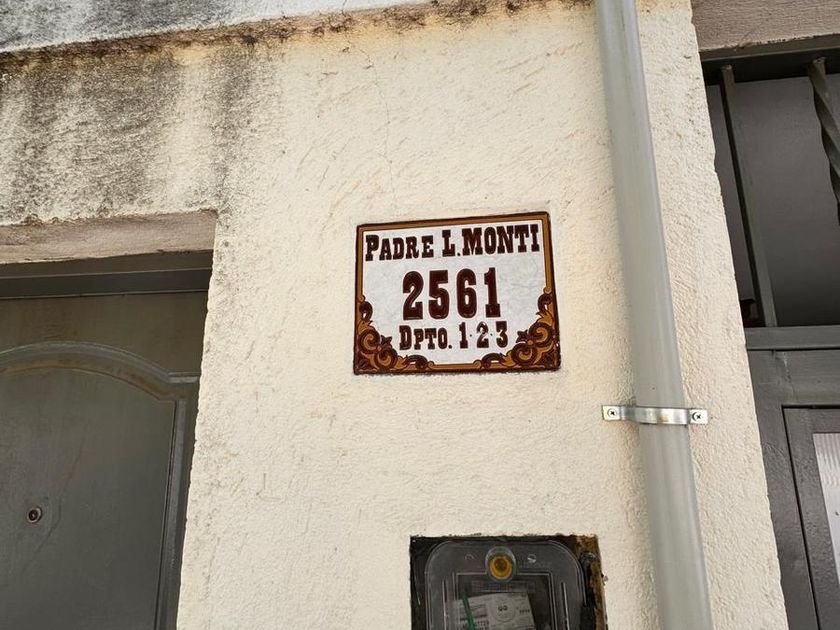 PADRE L. MONTI
2561
DPTO. 1-2-3